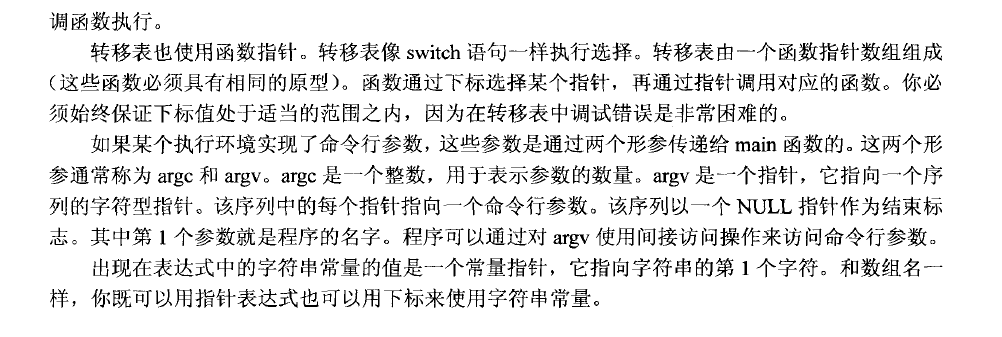 调函数执行。
转移表也使用函数指针。转移表像 switch 语句一样执行选择。转移表由一个函数指针数组组成
（这些函数必须具有相同的原型）。函数通过下标选择某个指针，再通过指针调用对应的函数。你必
须始终保证下标值处于适当的范围之内，因为在转移表中调试错误是非常困难的。
如果某个执行环境实现了命令行参数，这些参数是通过两个形参传递给 main 函数的。这两个形
参通常称为 argc 和 argv。argc 是一个整数，用于表示参数的数量。argv 是一个指针，它指向一个序
列的字符型指针。该序列中的每个指针指向一个命令行参数。该序列以一个 NULL 指针作为结束标
志。其中第 1 个参数就是程序的名字。程序可以通过对 argv 使用间接访问操作来访问命令行参数。
出现在表达式中的字符串常量的值是一个常量指针，它指向字符串的第 1 个字符。和数组名一
样，你既可以用指针表达式也可以用下标来使用字符串常量。